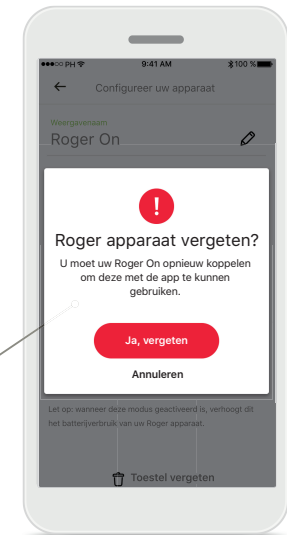 ●●●○○ PH 9:41 AM 100 %
Configureer uw apparaat
Weergavenaam
Roger On
!
Roger apparaat vergeten?
U moet uw Roger On opnieuw koppelen
om deze met de app te kunnen
gebruiken.
Ja, vergeten
Annuleren
Let op: wanneer deze modus geactiveerd is, verhoogt dit
het batterijverbruik van uw Roger apparaat.
Toestel vergeten